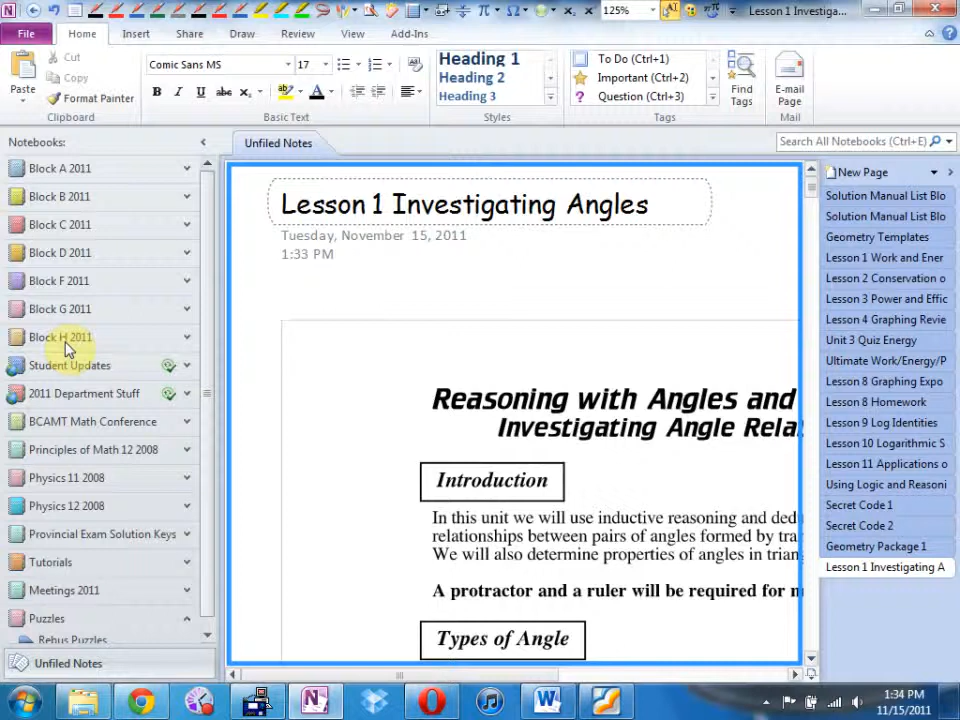 125%
Lesson 1 Investiga...
File
Home
Insert
Share
Draw
Review
View
Add-Ins
Paste
Cut
Copy
Format Painter
Clipboard
Comic Sans MS
17
B I U abc x₂ A
Basic Text
Heading 1
Heading 2
Heading 3
Styles
To Do (Ctrl+1)
Important (Ctrl+2)
Question (Ctrl+3)
Tags
Find
Tags
E-mail
Page
Mail
Notebooks:
Unfiled Notes
Search All Notebooks (Ctrl+E)
Block A 2011
Block B 2011
Block C 2011
Block D 2011
Block F 2011
Block G 2011
Block H 2011
Student Updates
2011 Department Stuff
BCAMT Math Conference
Principles of Math 12 2008
Physics 11 2008
Physics 12 2008
Provincial Exam Solution Keys
Tutorials
Meetings 2011
Puzzles
Rebus Puzzles
Unfiled Notes
Lesson 1 Investigating Angles
Tuesday, November 15, 2011
1:33 PM
Reasoning with Angles and
Investigating Angle Rela
Introduction
In this unit we will use inductive reasoning and ded
relationships between pairs of angles formed by tra
We will also determine properties of angles in trian
A protractor and a ruler will be required for m
Types of Angle
New Page
Solution Manual List Blo
Solution Manual List Blo
Geometry Templates
Lesson 1 Work and Ener
Lesson 2 Conservation o
Lesson 3 Power and Effic
Lesson 4 Graphing Revie
Unit 3 Quiz Energy
Ultimate Work/Energy/P
Lesson 8 Graphing Expo
Lesson 8 Homework
Lesson 9 Log Identities
Lesson 10 Logarithmic S
Lesson 11 Applications o
Using Logic and Reasoni
Secret Code 1
Secret Code 2
Geometry Package 1
Lesson 1 Investigating A
1:34 PM
11/15/2011